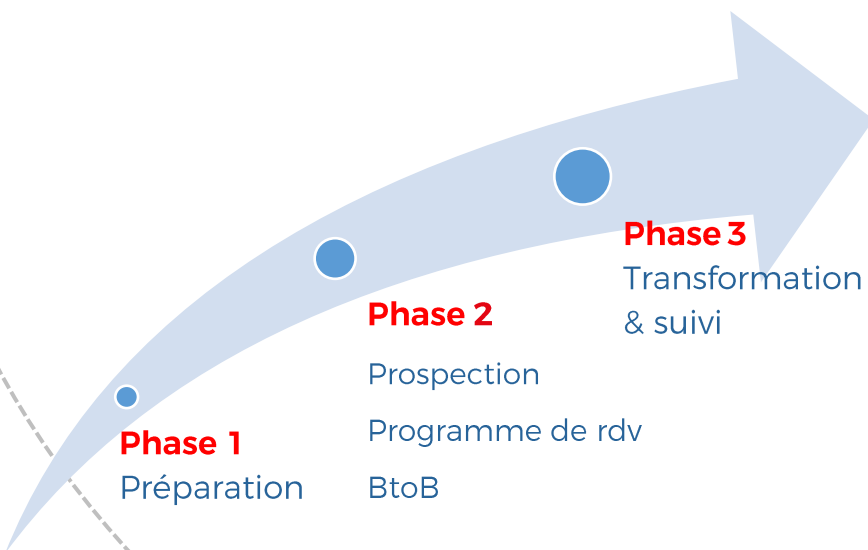 Phase 1
Préparation
Phase 2
Prospection
Programme de rdv
BtoB
Phase 3
Transformation
& suivi